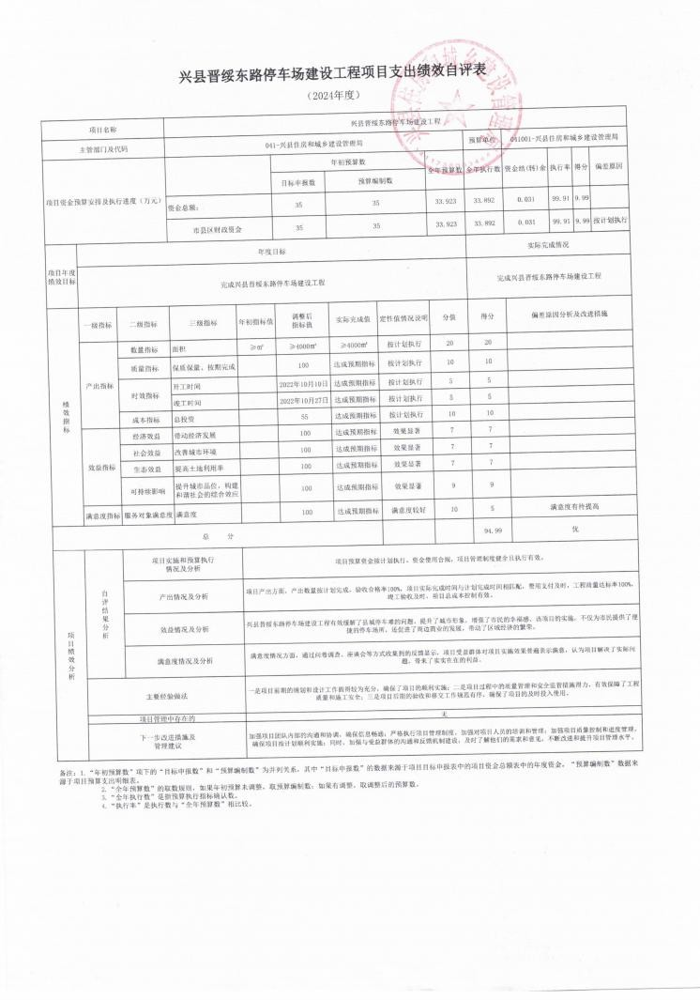 兴县晋绥东路停车场建设工程项目支出绩效自评表
（2024年度）
项目名称 兴县晋绥东路停车场建设工程
主管部门及代码 041-兴县住房和城乡建设管理局 预算单位 041001-兴县住房和城乡建设管理局
项目资金预算安排及执行进度（万元） 年初预算数 全年预算数 全年执行数 资金结(转)余 执行率 得分 偏差原因
目标申报数 预算编制数
资金总额： 35 35 33.923 33.892 0.031 99.91 9.99
市县区财政资金 35 35 33.923 33.892 0.031 99.91 9.99 按计划执行
项目年度
绩效目标
年度目标 实际完成情况
完成兴县晋绥东路停车场建设工程 完成兴县晋绥东路停车场建设工程
绩效指标
一级指标 二级指标 三级指标 年初指标值 调整后
指标值 实际完成值 定性值情况说明 分值 得分 偏差原因分析及改进措施
产出指标 数量指标 面积 ≥㎡ ≥4000㎡ ≥4000㎡ 按计划执行 20 20
质量指标 保质保量、按期完成 100 达成预期指标 按计划执行 10 10
时效指标 开工时间 2022年10月10日 达成预期指标 按计划执行 5 5
竣工时间 2022年10月27日 达成预期指标 按计划执行 5 5
成本指标 总投资 55 达成预期指标 按计划执行 10 10
效益指标 经济效益 带动经济发展 100 达成预期指标 效果显著 7 7
社会效益 改善城市环境 100 达成预期指标 效果显著 7 7
生态效益 提高土地利用率 100 达成预期指标 效果显著 7 7
可持续影响 提升城市品位，构建
和谐社会的综合效应 100 达成预期指标 效果显著 9 9
满意度指标 服务对象满意度 满意度 100 达成预期指标 满意度较好 10 5 满意度有待提高
总 分 94.99 优
项目绩效分析
自评结果分析
项目实施和预算执行
情况及分析 项目预算资金按计划执行，资金使用合规，项目管理制度健全且执行有效。
产出情况及分析 项目产出方面，产出数量按计划完成，验收合格率100%，项目实际完成时间与计划完成时间相匹配，费用支付及时，工程质量达标率100%，
竣工验收及时，项目总成本控制有效。
效益情况及分析 兴县晋绥东路停车场建设工程有效缓解了县城停车难的问题，提升了城市形象，增强了市民的幸福感。该项目的实施，不仅为市民提供了便
捷的停车场所，还促进了周边商业的发展，带动了区域经济的繁荣。
满意度情况及分析 满意度情况方面，通过问卷调查、座谈会等方式收集到的反馈显示，项目受益群体对项目实施效果普遍表示满意，认为项目解决了实际问
题，带来了实实在在的利益。
主要经验做法 一是项目前期的规划和设计工作做得较为充分，确保了项目的顺利实施；二是项目过程中的质量管理和安全监管措施得力，有效保障了工程
质量和施工安全；三是项目后期的验收和移交工作规范有序，确保了项目的及时投入使用。
项目管理中存在的 无
下一步改进措施及
管理建议 加强项目团队内部的沟通和协调，确保信息畅通；严格执行项目管理制度，加强对项目人员的培训和管理；加强项目质量控制和进度管理，
确保项目按计划顺利实施；同时，加强与受益群体的沟通和反馈机制建设，及时了解他们的需求和意见，不断改进和提升项目管理水平。
备注：1.“年初预算数”项下的“目标申报数”和“预算编制数”为并列关系，其中“目标申报数”的数据来源于项目目标申报表中的项目资金总额表中的年度资金，“预算编制数”数据来
源于项目预算支出明细表。
2.“全年预算数”的取数规则，如果年初预算未调整，取预算编制数；如果有调整，取调整后的预算数。
3.“全年执行数”是指预算执行指标确认数。
4.“执行率”是执行数与“全年预算数”相比较。